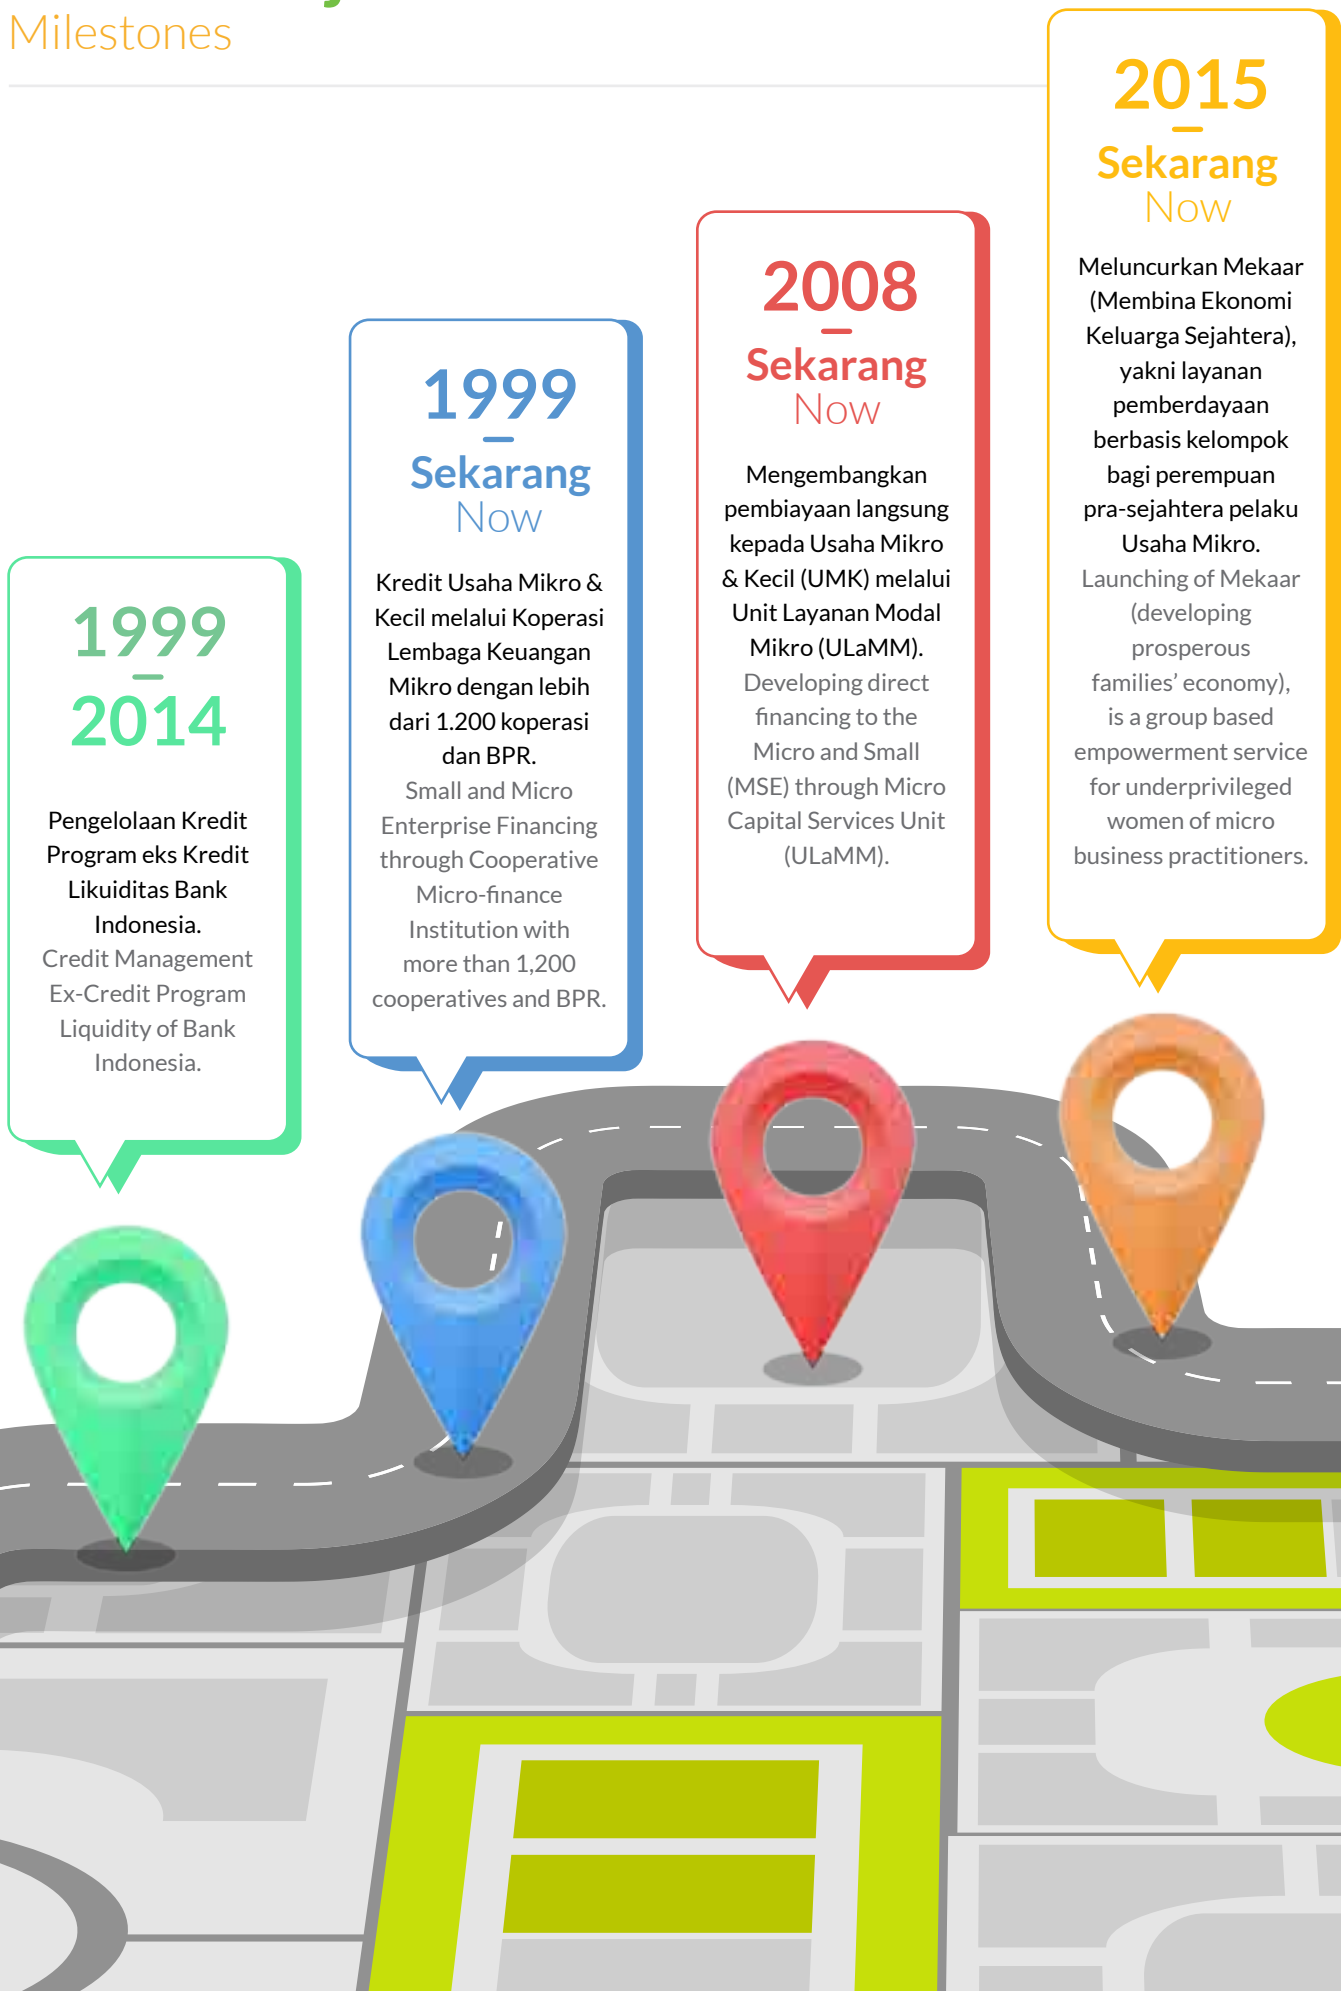 Milestones
1999
–
2014
Pengelolaan Kredit
Program eks Kredit
Likuiditas Bank
Indonesia.
Credit Management
Ex-Credit Program
Liquidity of Bank
Indonesia.
1999
–
Sekarang
Now
Kredit Usaha Mikro &
Kecil melalui Koperasi
Lembaga Keuangan
Mikro dengan lebih
dari 1.200 koperasi
dan BPR.
Small and Micro
Enterprise Financing
through Cooperative
Micro-finance
Institution with
more than 1,200
cooperatives and BPR.
2008
–
Sekarang
Now
Mengembangkan
pembiayaan langsung
kepada Usaha Mikro
& Kecil (UMK) melalui
Unit Layanan Modal
Mikro (ULaMM).
Developing direct
financing to the
Micro and Small
(MSE) through Micro
Capital Services Unit
(ULaMM).
2015
–
Sekarang
Now
Meluncurkan Mekaar
(Membina Ekonomi
Keluarga Sejahtera),
yakni layanan
pemberdayaan
berbasis kelompok
bagi perempuan
pra-sejahtera pelaku
Usaha Mikro.
Launching of Mekaar
(developing
prosperous
families’ economy),
is a group based
empowerment service
for underprivileged
women of micro
business practitioners.